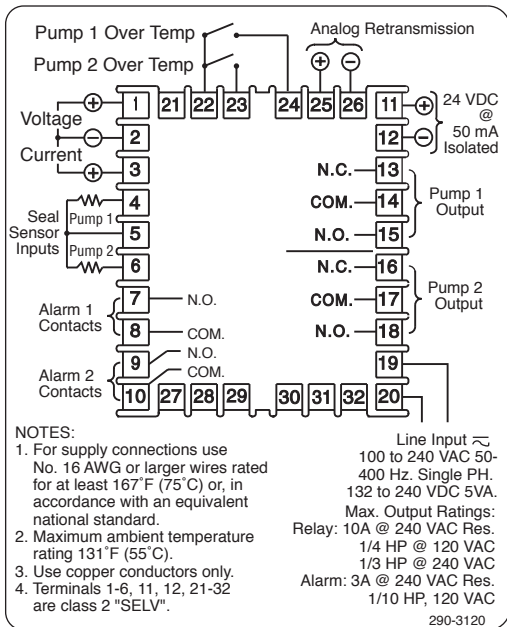 Pump 1 Over Temp
Pump 2 Over Temp
Analog Retransmission
+ −
1 21 22 23 24 25 26 11
2 12
3 13
4 14
5 15
6 16
7 17
8 18
9 19
10 27 28 29 30 31 32 20
Voltage
+
−
Current
+
Seal
Sensor
Inputs
Pump 1
Pump 2
Alarm 1
Contacts
N.O.
COM.
Alarm 2
Contacts
N.O.
COM.
+
−
24 VDC
@
50 mA
Isolated
N.C.
COM.
N.O.
Pump 1
Output
N.C.
COM.
N.O.
Pump 2
Output
NOTES:
1. For supply connections use
No. 16 AWG or larger wires rated
for at least 167˚F (75˚C) or, in
accordance with an equivalent
national standard.
2. Maximum ambient temperature
rating 131˚F (55˚C).
3. Use copper conductors only.
4. Terminals 1-6, 11, 12, 21-32
are class 2 "SELV".
Line Input ⏦
100 to 240 VAC 50-
400 Hz. Single PH.
132 to 240 VDC 5VA.
Max. Output Ratings:
Relay: 10A @ 240 VAC Res.
1/4 HP @ 120 VAC
1/3 HP @ 240 VAC
Alarm: 3A @ 240 VAC Res.
1/10 HP, 120 VAC
290-3120